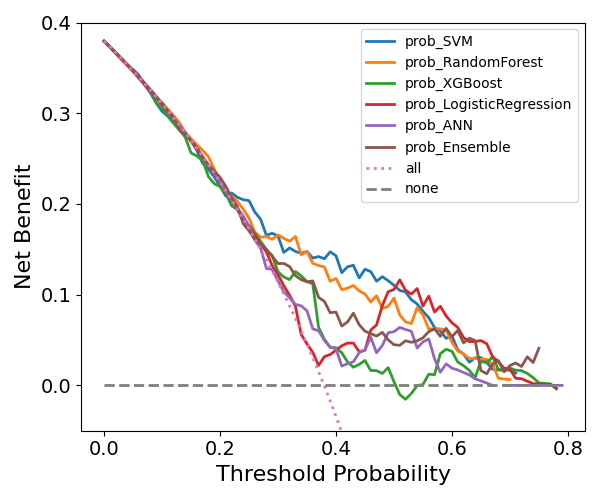 0.4
0.3
0.2
0.1
0.0
Net Benefit
prob_SVM
prob_RandomForest
prob_XGBoost
prob_LogisticRegression
prob_ANN
prob_Ensemble
all
none
0.0 0.2 0.4 0.6 0.8
Threshold Probability